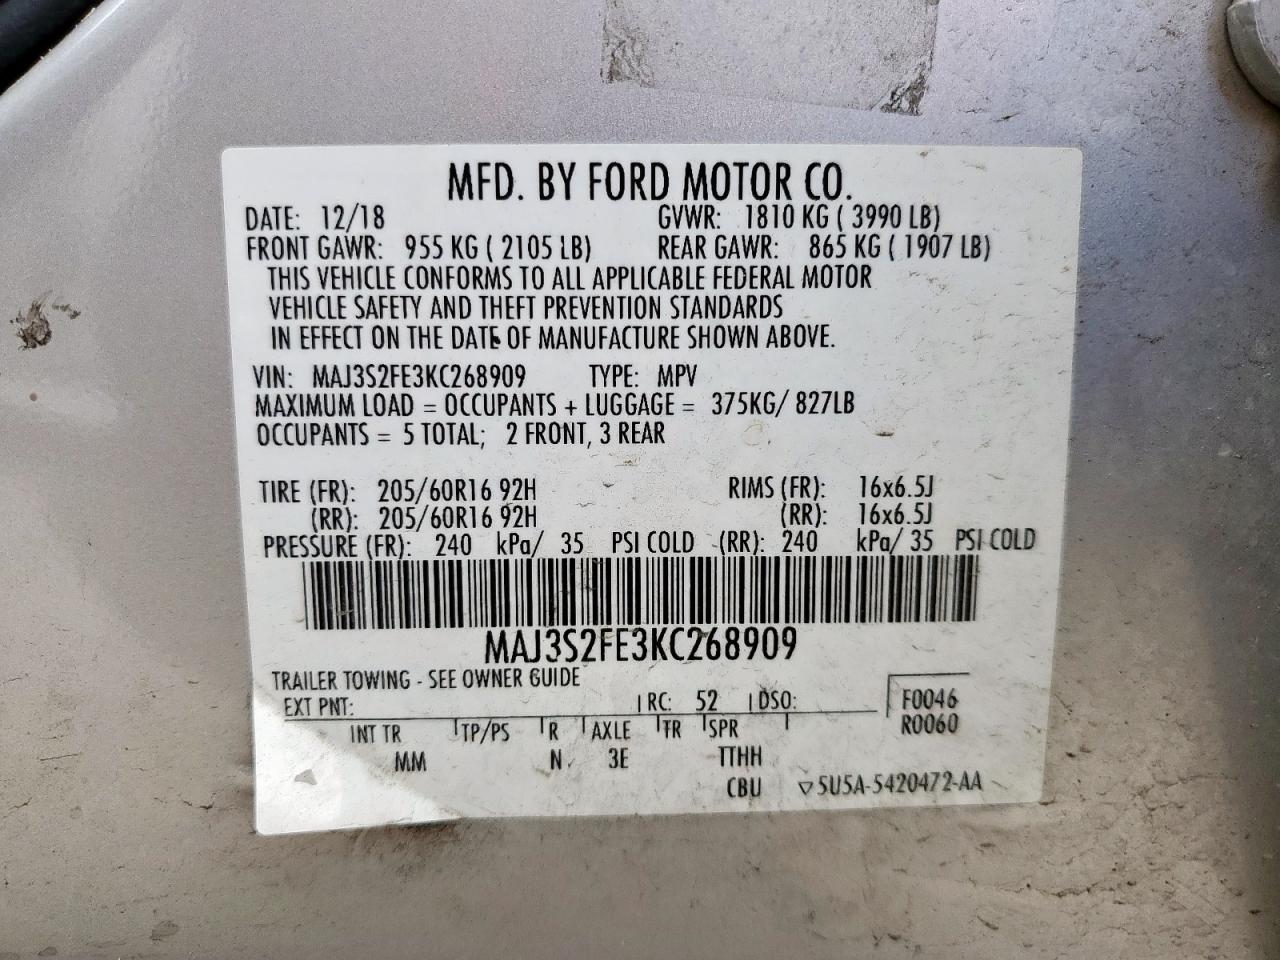 MFD. BY FORD MOTOR CO.
DATE: 12/18 GVWR: 1810 KG ( 3990 LB)
FRONT GAWR: 955 KG ( 2105 LB) REAR GAWR: 865 KG ( 1907 LB)
THIS VEHICLE CONFORMS TO ALL APPLICABLE FEDERAL MOTOR
VEHICLE SAFETY AND THEFT PREVENTION STANDARDS
IN EFFECT ON THE DATE OF MANUFACTURE SHOWN ABOVE.
VIN: MAJ3S2FE3KC268909 TYPE: MPV
MAXIMUM LOAD = OCCUPANTS + LUGGAGE = 375KG/ 827LB
OCCUPANTS = 5 TOTAL; 2 FRONT, 3 REAR
TIRE (FR): 205/60R16 92H RIMS (FR): 16x6.5J
(RR): 205/60R16 92H (RR): 16x6.5J
PRESSURE (FR): 240 kPa/ 35 PSI COLD (RR): 240 kPa/ 35 PSI COLD
MAJ3S2FE3KC268909
TRAILER TOWING - SEE OWNER GUIDE
EXT PNT: RC: 52 DSO: F0046
R0060
INT TR TP/PS R AXLE TR SPR
MM N 3E TTHH
CBU ▽5U5A-5420472-AA